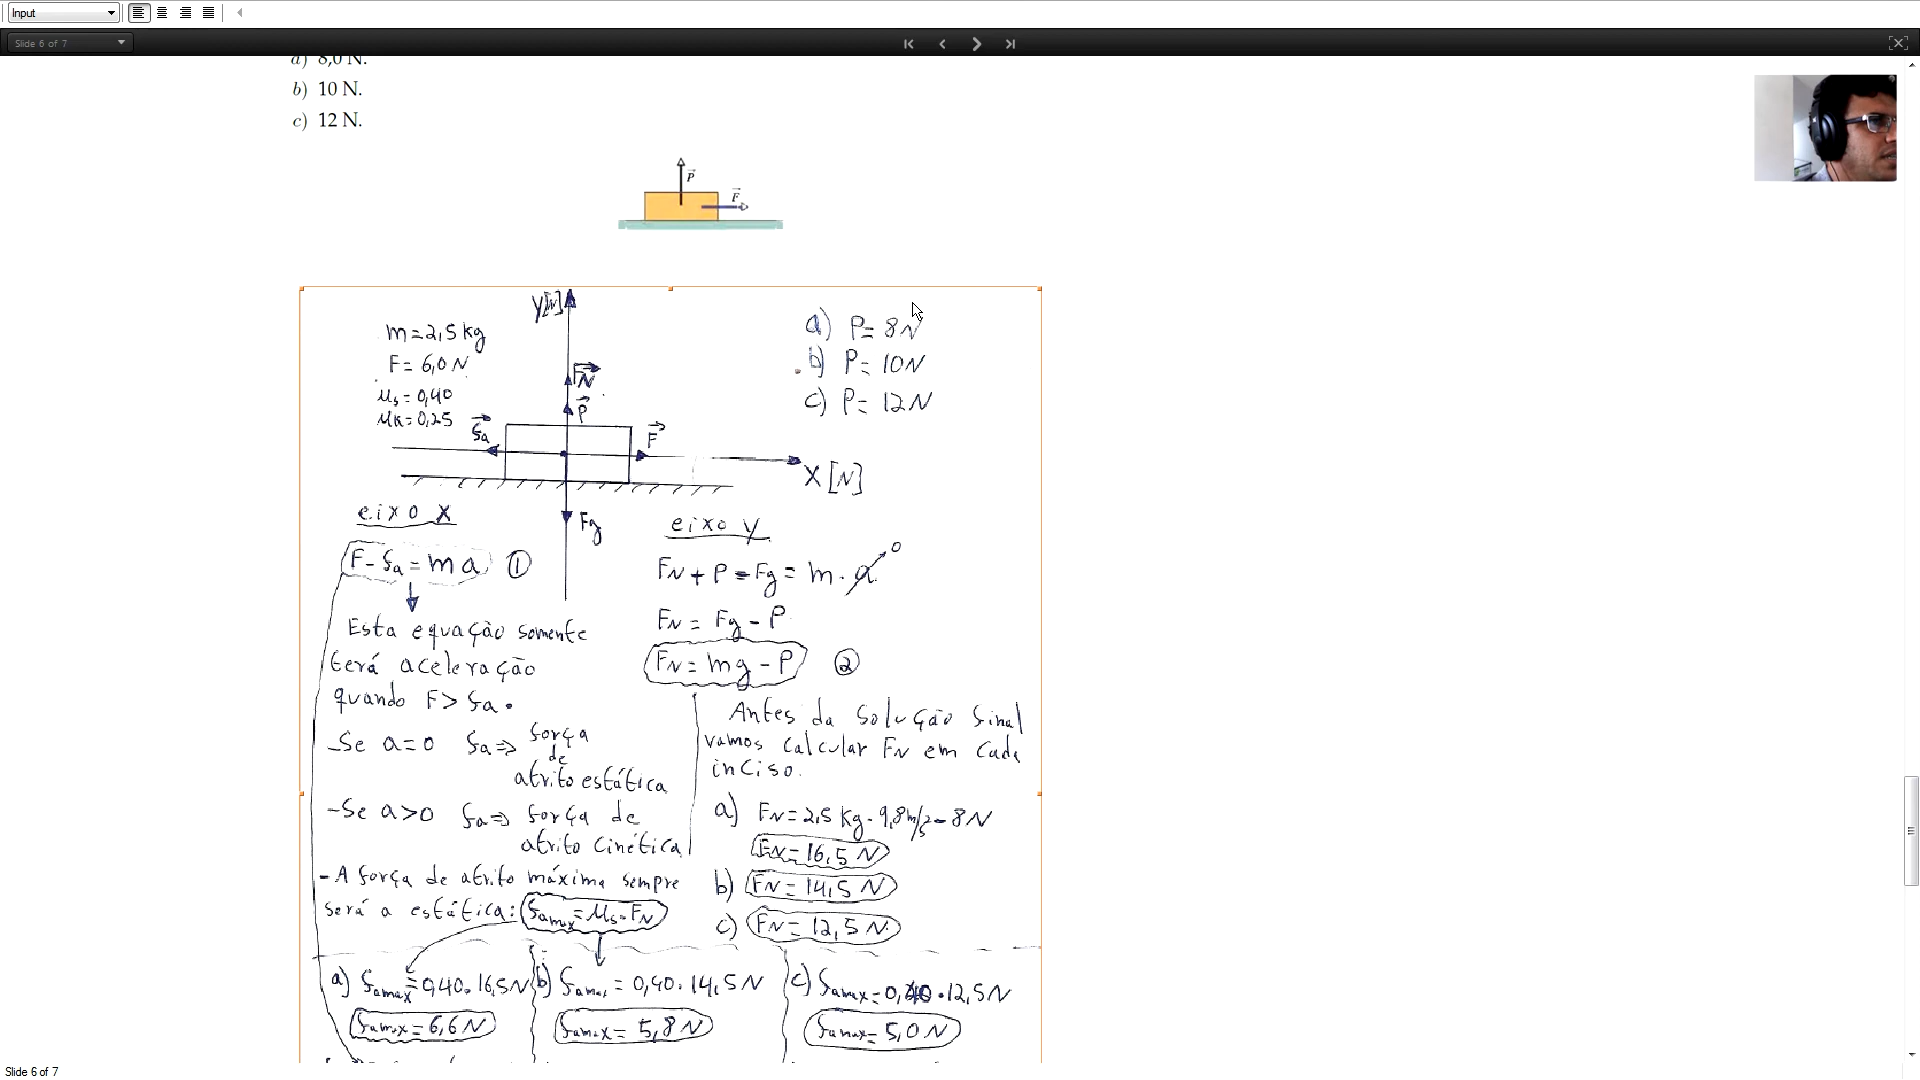 Input
Slide 6 of 7
a) 8,0 N.
b) 10 N.
c) 12 N.
P
F
y[N]
m=2,5 kg
F= 6,0 N
μs = 0,40
μk = 0,25
a) P= 8N
b) P= 10N
c) P= 12N
FN
P
fa
F
X [N]
Fg
eixo X
F - fa = ma ①
Esta equação somente
terá aceleração
quando F > fa.
- Se a=0 fa ⇒ força
de
atrito estática
- Se a>0 fa ⇒ força de
atrito cinética
- A força de atrito máxima sempre
será a estática: famax = μs · FN
eixo y
FN + P - Fg = m · a 0
FN = Fg - P
FN = mg - P ②
Antes da solução final
vamos calcular FN em cada
inciso.
a) FN = 2,5 kg · 9,8 m/s² - 8N
FN = 16,5 N
b) FN = 14,5 N
c) FN = 12,5 N
a) famax = 0,40 · 16,5N
famax = 6,6 N
b) famax = 0,40 · 14,5 N
famax = 5,8 N
c) famax = 0,40 · 12,5N
famax = 5,0 N
Slide 6 of 7